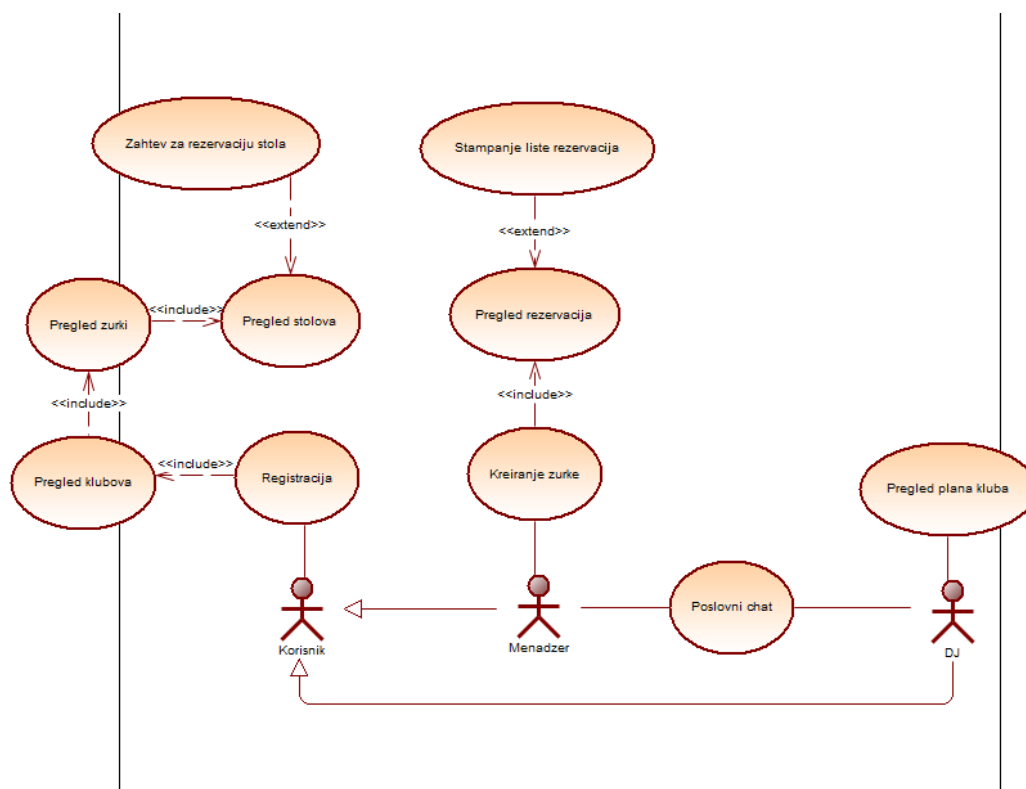 Zahtev za rezervaciju stola
Stampanje liste rezervacija
<<extend>>
<<extend>>
Pregled zurki
<<include>>
Pregled stolova
Pregled rezervacija
<<include>>
<<include>>
Pregled klubova
<<include>>
Registracija
Kreiranje zurke
Pregled plana kluba
Poslovni chat
Korisnik
Menadzer
DJ